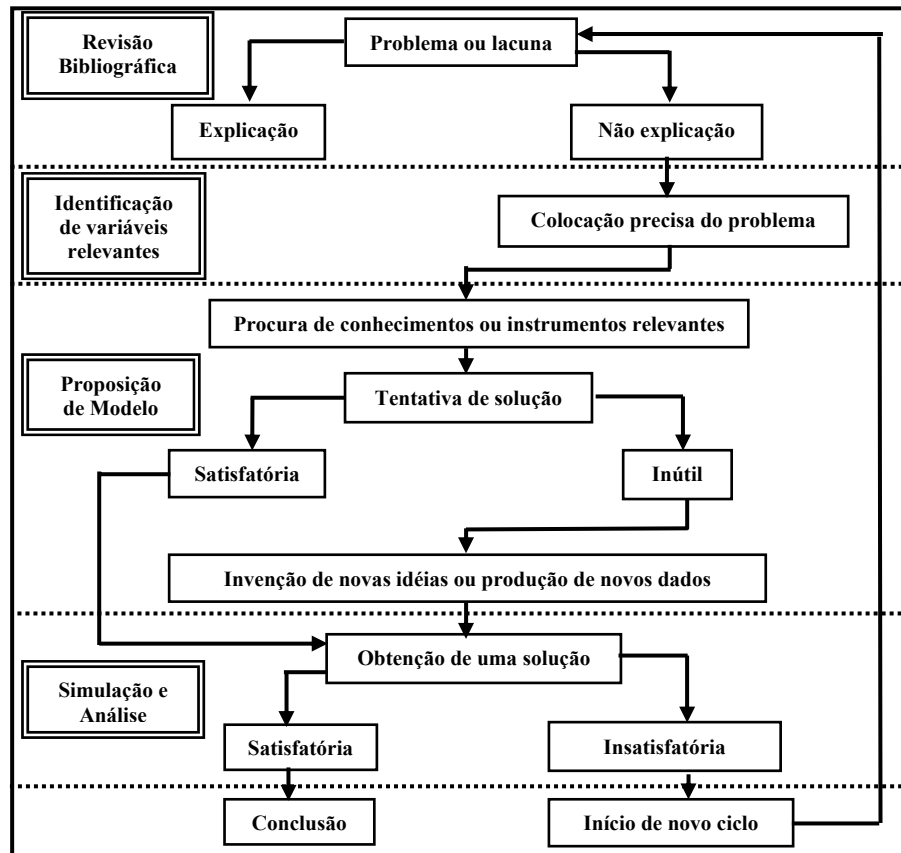 Revisão
Bibliográfica
Problema ou lacuna
Explicação
Não explicação
Identificação
de variáveis
relevantes
Colocação precisa do problema
Procura de conhecimentos ou instrumentos relevantes
Proposição
de Modelo
Tentativa de solução
Satisfatória
Inútil
Invenção de novas idéias ou produção de novos dados
Obtenção de uma solução
Simulação e
Análise
Satisfatória
Insatisfatória
Conclusão
Início de novo ciclo